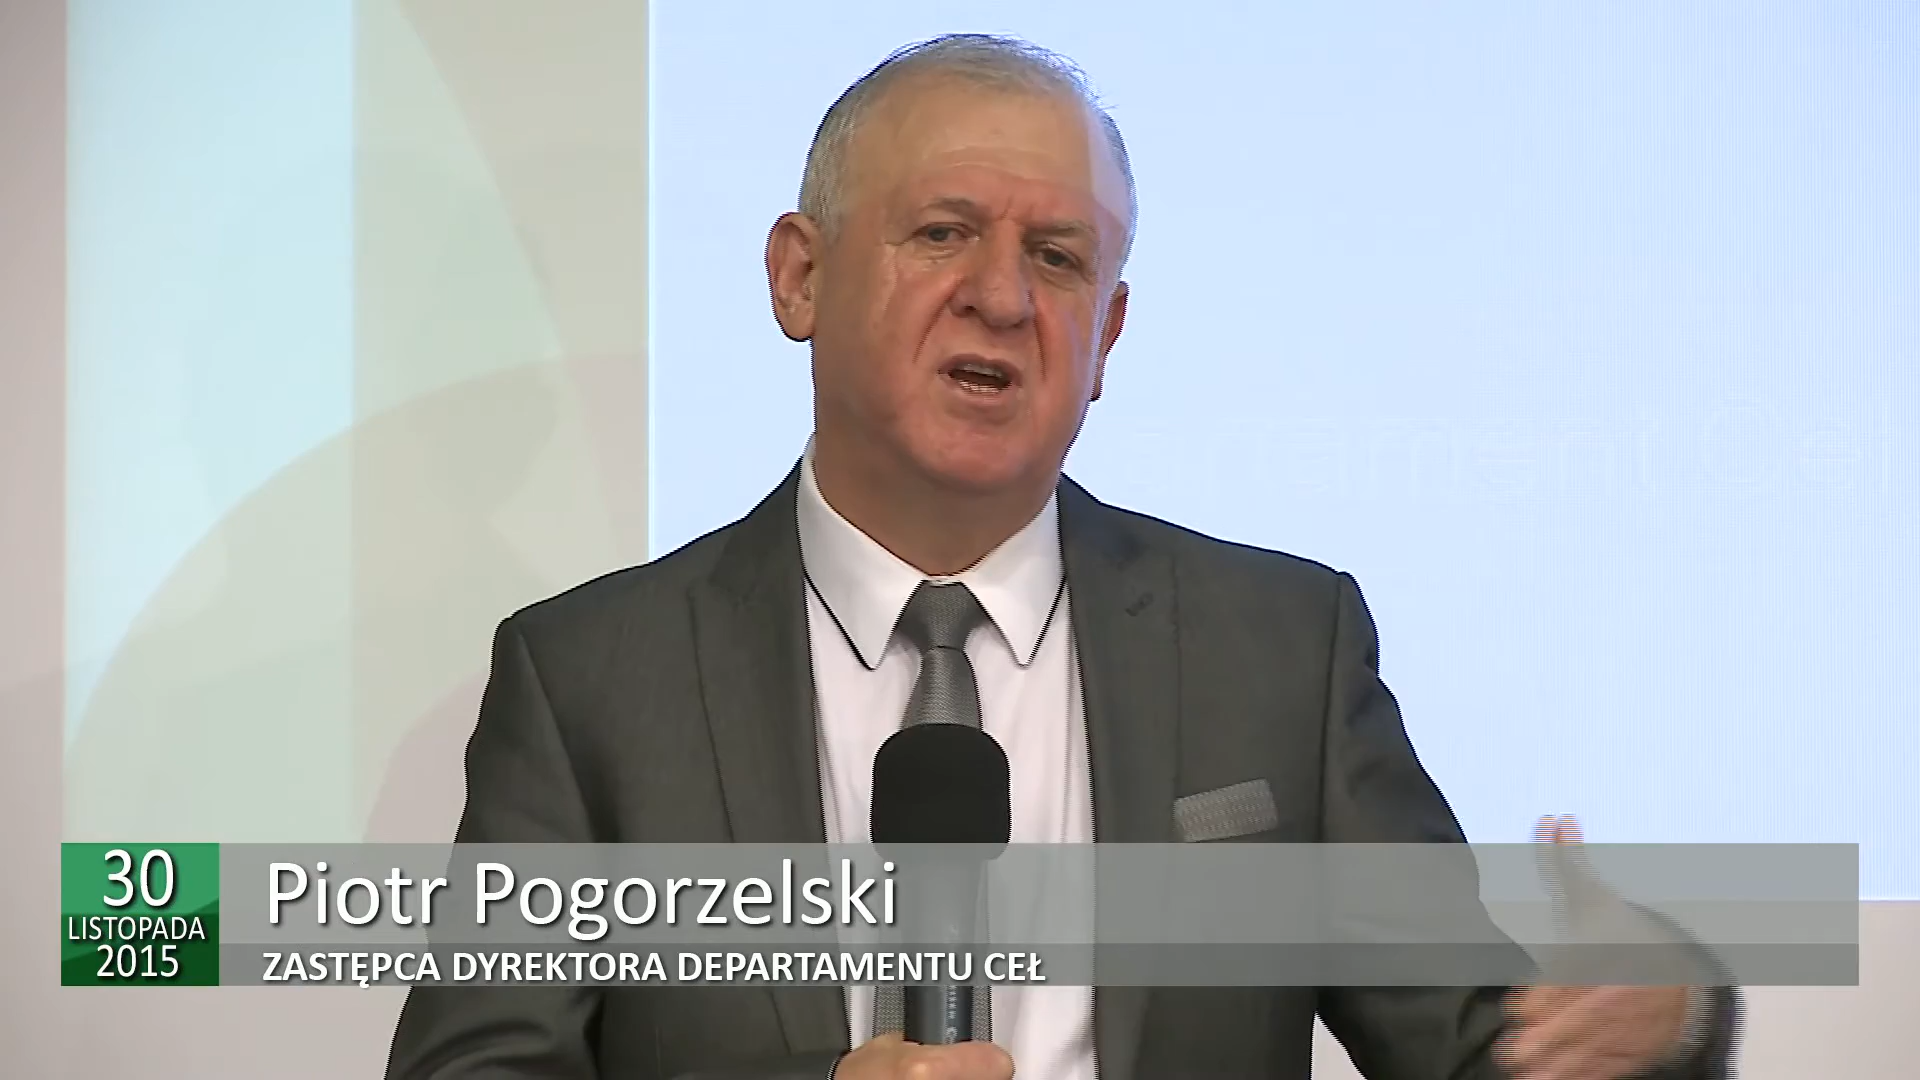 30
LISTOPADA
2015
Piotr Pogorzelski
ZASTĘPCA DYREKTORA DEPARTAMENTU CEŁ